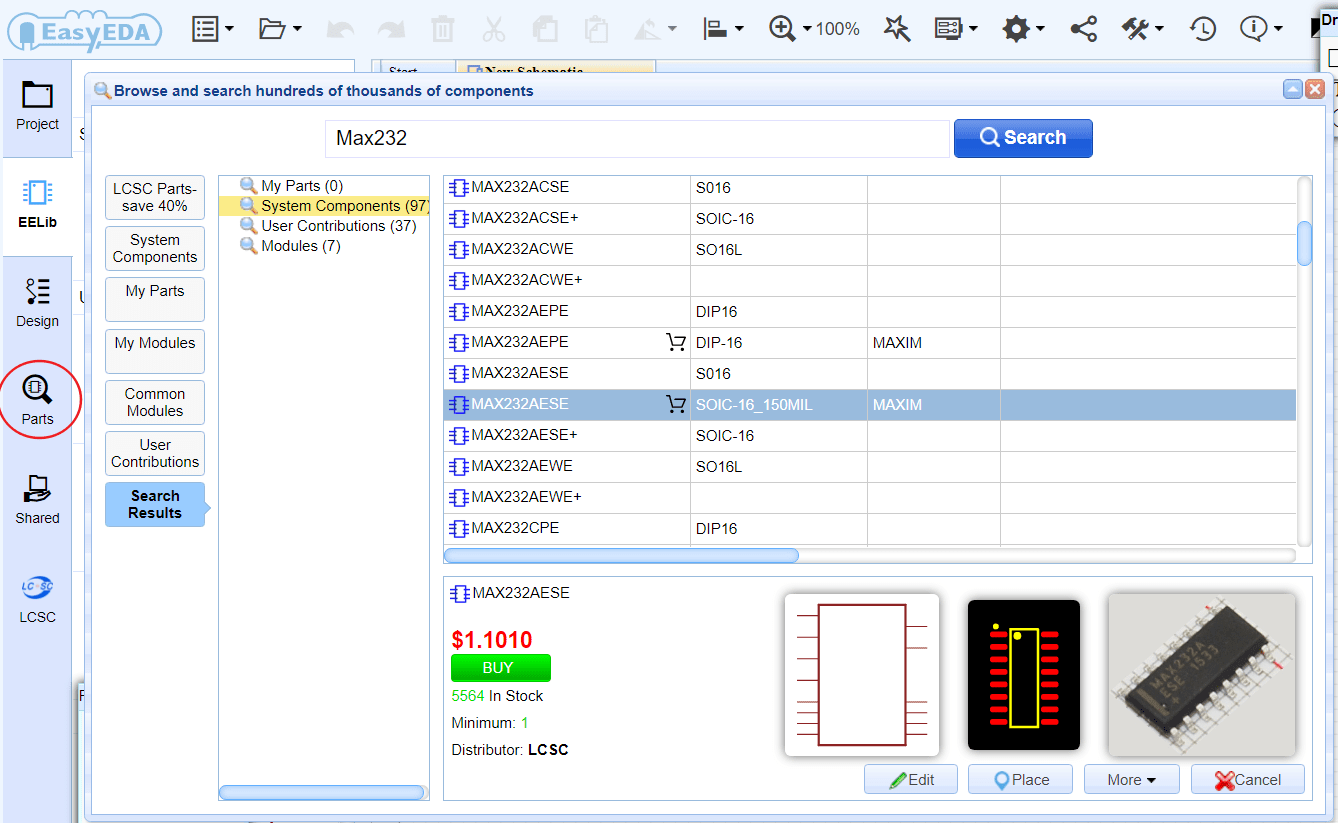 EasyEDA
100%
Dr
Start
New Schematic
Browse and search hundreds of thousands of components
Project
EELib
Design
Parts
Shared
LCSC
LCSC
Max232
Search
LCSC Parts-
save 40%
System
Components
My Parts
My Modules
Common
Modules
User
Contributions
Search
Results
My Parts (0)
System Components (97)
User Contributions (37)
Modules (7)
MAX232ACSE S016
MAX232ACSE+ SOIC-16
MAX232ACWE SO16L
MAX232ACWE+
MAX232AEPE DIP16
MAX232AEPE DIP-16 MAXIM
MAX232AESE S016
MAX232AESE SOIC-16_150MIL MAXIM
MAX232AESE+ SOIC-16
MAX232AEWE SO16L
MAX232AEWE+
MAX232CPE DIP16
MAX232AESE
$1.1010
BUY
5564 In Stock
Minimum: 1
Distributor: LCSC
MAX232A
ESE 1533
Edit
Place
More
Cancel